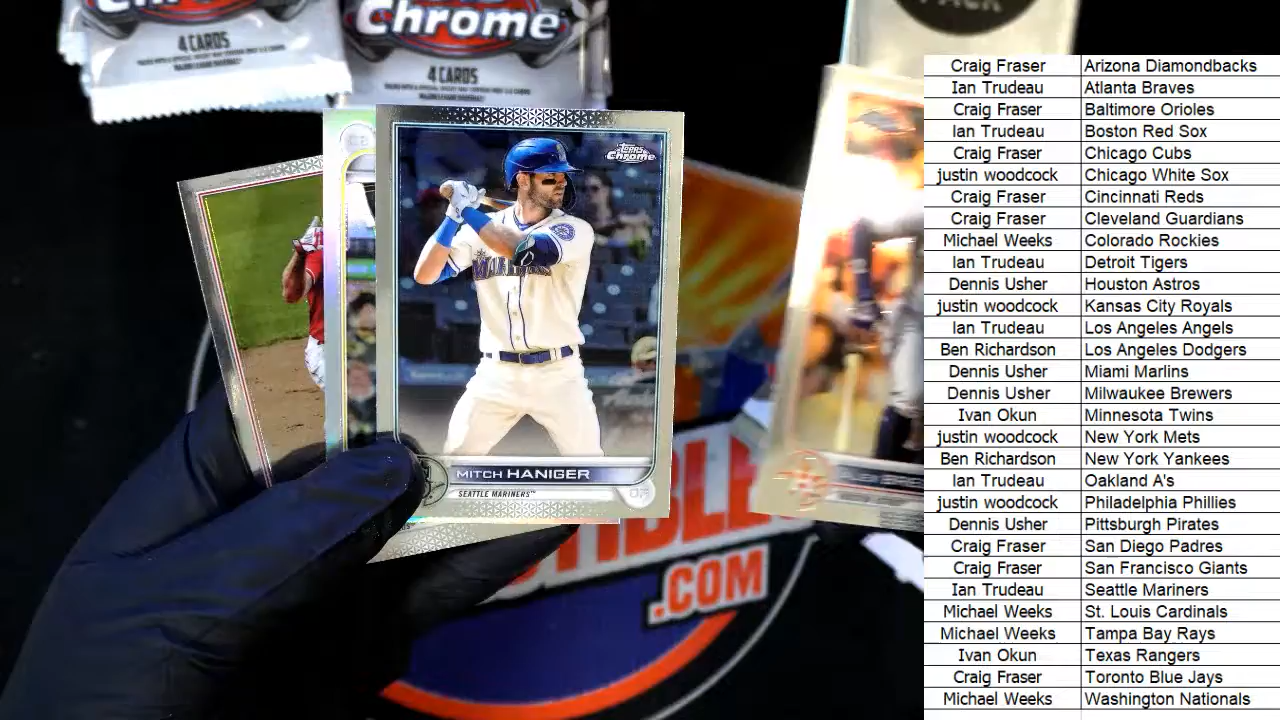 Chrome
4 CARDS
Chrome
4 CARDS
MAJOR LEAGUE BASEBALL
PACK
Topps
Chrome
MARINERS
MITCH HANIGER
SEATTLE MARINERS™
OF
.COM
Craig Fraser Arizona Diamondbacks
Ian Trudeau Atlanta Braves
Craig Fraser Baltimore Orioles
Ian Trudeau Boston Red Sox
Craig Fraser Chicago Cubs
justin woodcock Chicago White Sox
Craig Fraser Cincinnati Reds
Craig Fraser Cleveland Guardians
Michael Weeks Colorado Rockies
Ian Trudeau Detroit Tigers
Dennis Usher Houston Astros
justin woodcock Kansas City Royals
Ian Trudeau Los Angeles Angels
Ben Richardson Los Angeles Dodgers
Dennis Usher Miami Marlins
Dennis Usher Milwaukee Brewers
Ivan Okun Minnesota Twins
justin woodcock New York Mets
Ben Richardson New York Yankees
Ian Trudeau Oakland A's
justin woodcock Philadelphia Phillies
Dennis Usher Pittsburgh Pirates
Craig Fraser San Diego Padres
Craig Fraser San Francisco Giants
Ian Trudeau Seattle Mariners
Michael Weeks St. Louis Cardinals
Michael Weeks Tampa Bay Rays
Ivan Okun Texas Rangers
Craig Fraser Toronto Blue Jays
Michael Weeks Washington Nationals